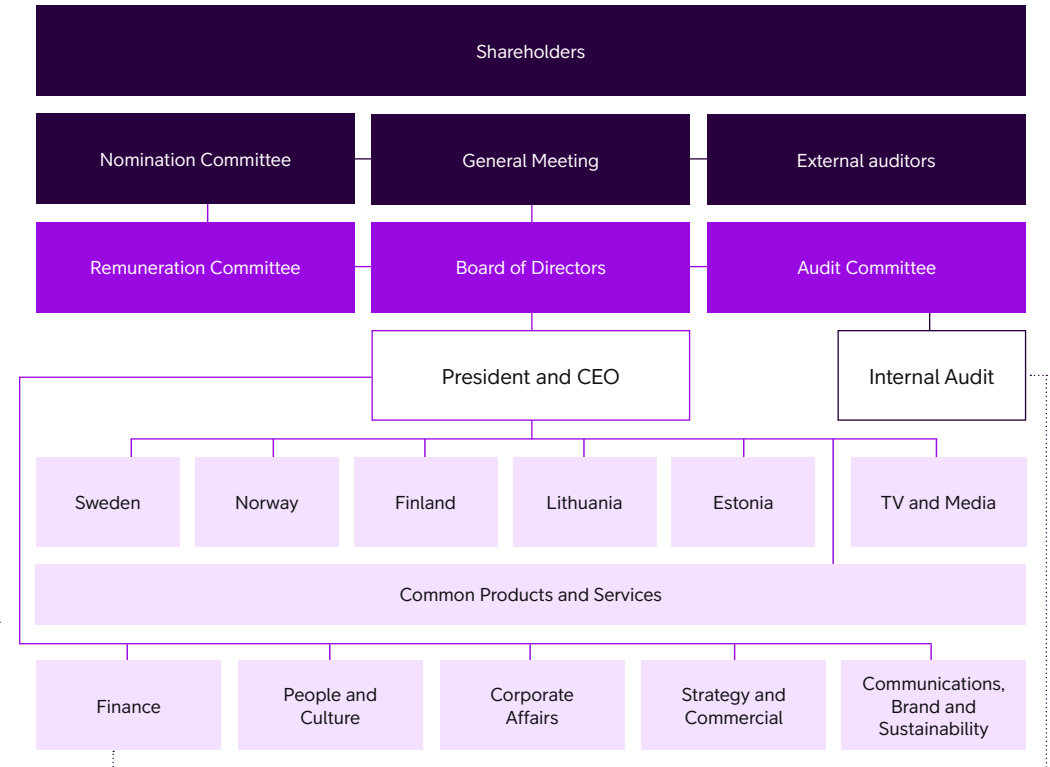 Shareholders
Nomination Committee
General Meeting
External auditors
Remuneration Committee
Board of Directors
Audit Committee
President and CEO
Internal Audit
Sweden
Norway
Finland
Lithuania
Estonia
TV and Media
Common Products and Services
Finance
People and
Culture
Corporate
Affairs
Strategy and
Commercial
Communications,
Brand and
Sustainability